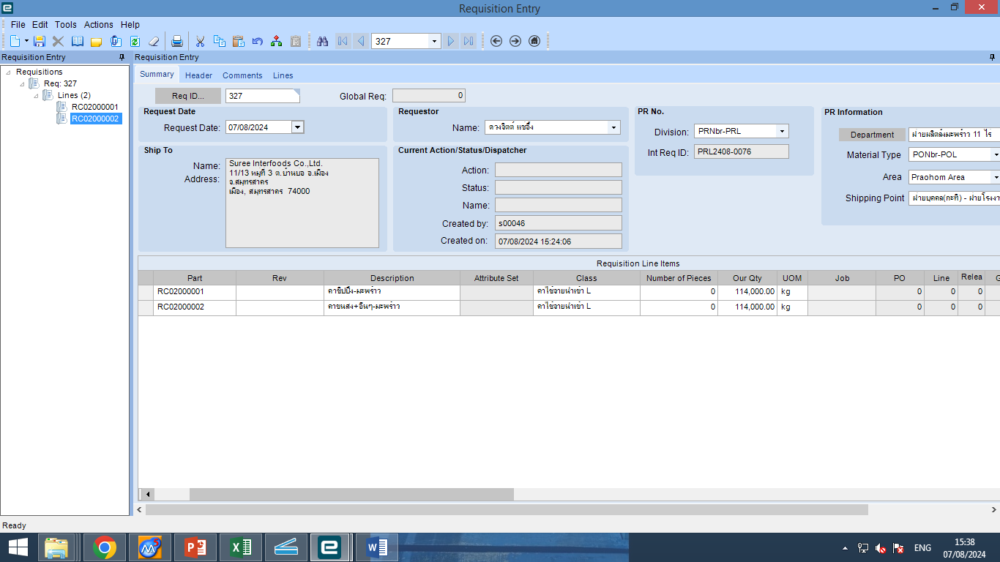 Requisition Entry
File Edit Tools Actions Help
327
Requisition Entry
Requisition Entry
Requisitions
Req: 327
Lines (2)
RC02000001
RC02000002
Summary Header Comments Lines
Req ID... 327 Global Req: 0
Request Date
Request Date: 07/08/2024
Requestor
Name: ดวงจิตต์ แซ่อึ๊ง
PR No.
Division: PRNbr-PRL
Int Req ID: PRL2408-0076
PR Information
Department ฝ่ายผลิตล้งมะพร้าว 11 ไร่
Material Type PONbr-POL
Area Praohom Area
Shipping Point ฝ่ายบุคคล(กะทิ) - ฝ่ายโรงงา
Ship To
Name: Suree Interfoods Co.,Ltd.
Address: 11/13 หมู่ที่ 3 ต.บ้านบ่อ อ.เมือง
จ.สมุทรสาคร
เมือง, สมุทรสาคร 74000
Current Action/Status/Dispatcher
Action:
Status:
Name:
Created by: s00046
Created on: 07/08/2024 15:24:06
Requisition Line Items
Part Rev Description Attribute Set Class Number of Pieces Our Qty UOM Job PO Line Relea G
RC02000001 ค่าชิปปิ้ง-มะพร้าว ค่าใช้จ่ายนำเข้า L 0 114,000.00 kg 0 0 0
RC02000002 ค่าขนส่ง+อื่นๆ-มะพร้าว ค่าใช้จ่ายนำเข้า L 0 114,000.00 kg 0 0 0
Ready
ENG
15:38
07/08/2024